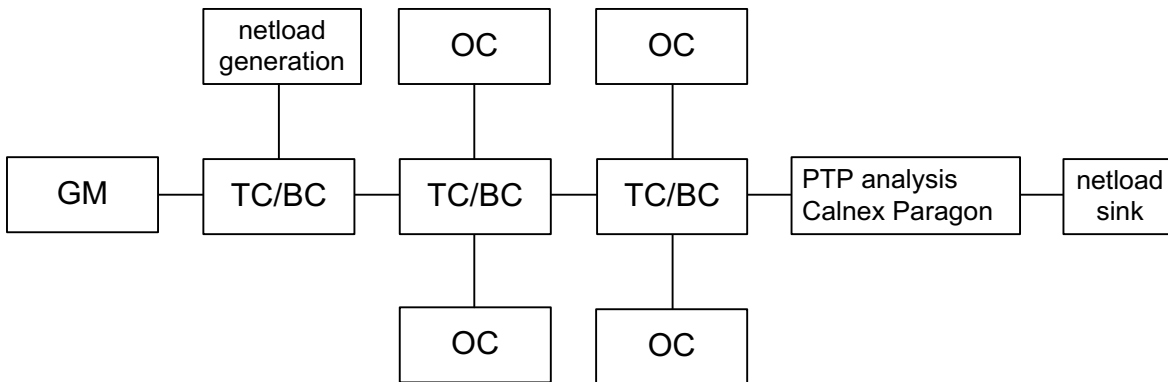 netload
generation
OC
OC
GM
TC/BC
TC/BC
TC/BC
PTP analysis
Calnex Paragon
netload
sink
OC
OC